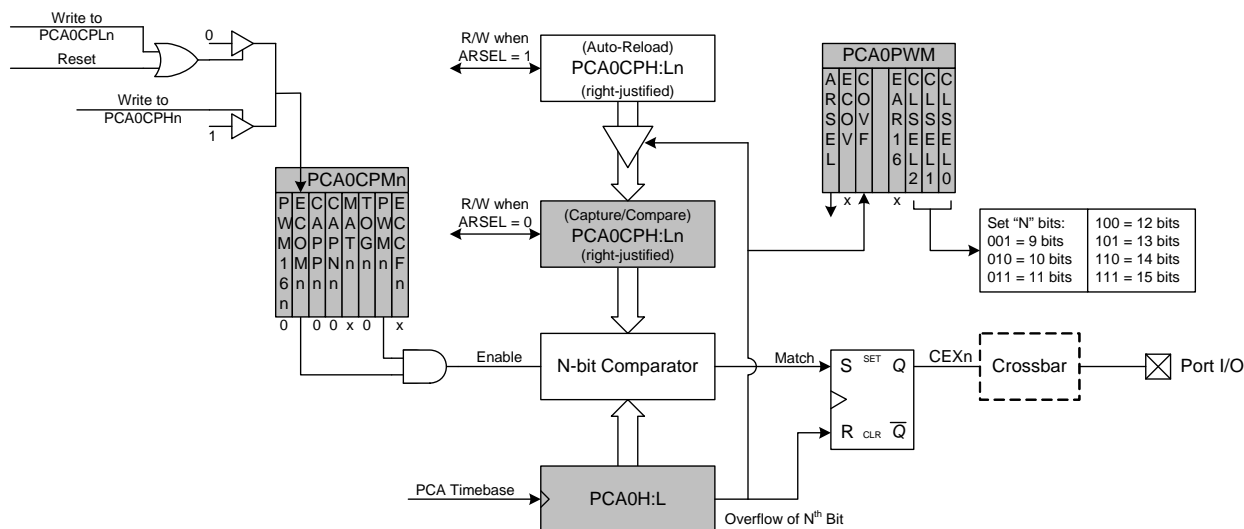 Write to
PCA0CPLn
Reset
0
Write to
PCA0CPHn
1
PCA0CPMn
PWM16n
ECOMn
CAPPn
CAPNn
MATn
TOGn
PWMn
ECCFn
0
0 0 x 0
x
R/W when
ARSEL = 1
(Auto-Reload)
PCA0CPH:Ln
(right-justified)
R/W when
ARSEL = 0
(Capture/Compare)
PCA0CPH:Ln
(right-justified)
PCA0PWM
ARSEL
ECOV
COVF
EAR16
CLSEL2
CLSEL1
CLSEL0
x
x
Set “N” bits:
001 = 9 bits
010 = 10 bits
011 = 11 bits
100 = 12 bits
101 = 13 bits
110 = 14 bits
111 = 15 bits
Enable
N-bit Comparator
Match
S SET Q
R CLR Q̅
CEXn
Crossbar
Port I/O
PCA Timebase
PCA0H:L
Overflow of Nth Bit